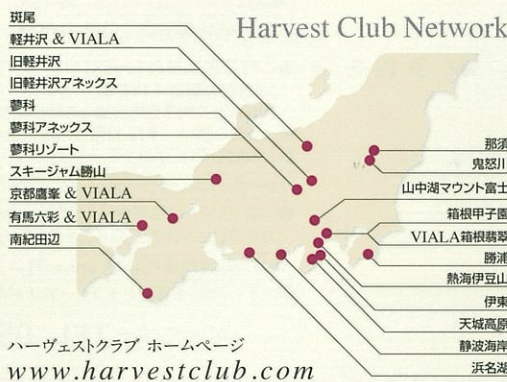 Harvest Club Network
斑尾
軽井沢 & VIALA
旧軽井沢
旧軽井沢アネックス
蓼科
蓼科アネックス
蓼科リゾート
スキージャム勝山
京都鷹峯 & VIALA
有馬六彩 & VIALA
南紀田辺
那須
鬼怒川
山中湖マウント富士
箱根甲子園
VIALA箱根翡翠
勝浦
熱海伊豆山
伊東
天城高原
静波海岸
浜名湖
ハーヴェストクラブ ホームページ
www.harvestclub.com